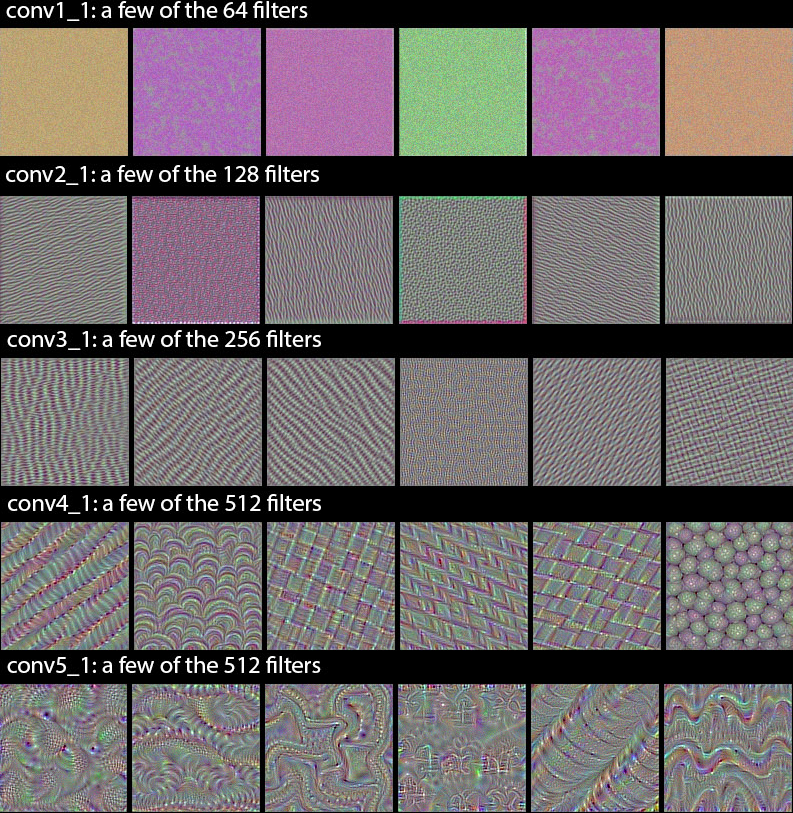 conv1_1: a few of the 64 filters
conv2_1: a few of the 128 filters
conv3_1: a few of the 256 filters
conv4_1: a few of the 512 filters
conv5_1: a few of the 512 filters